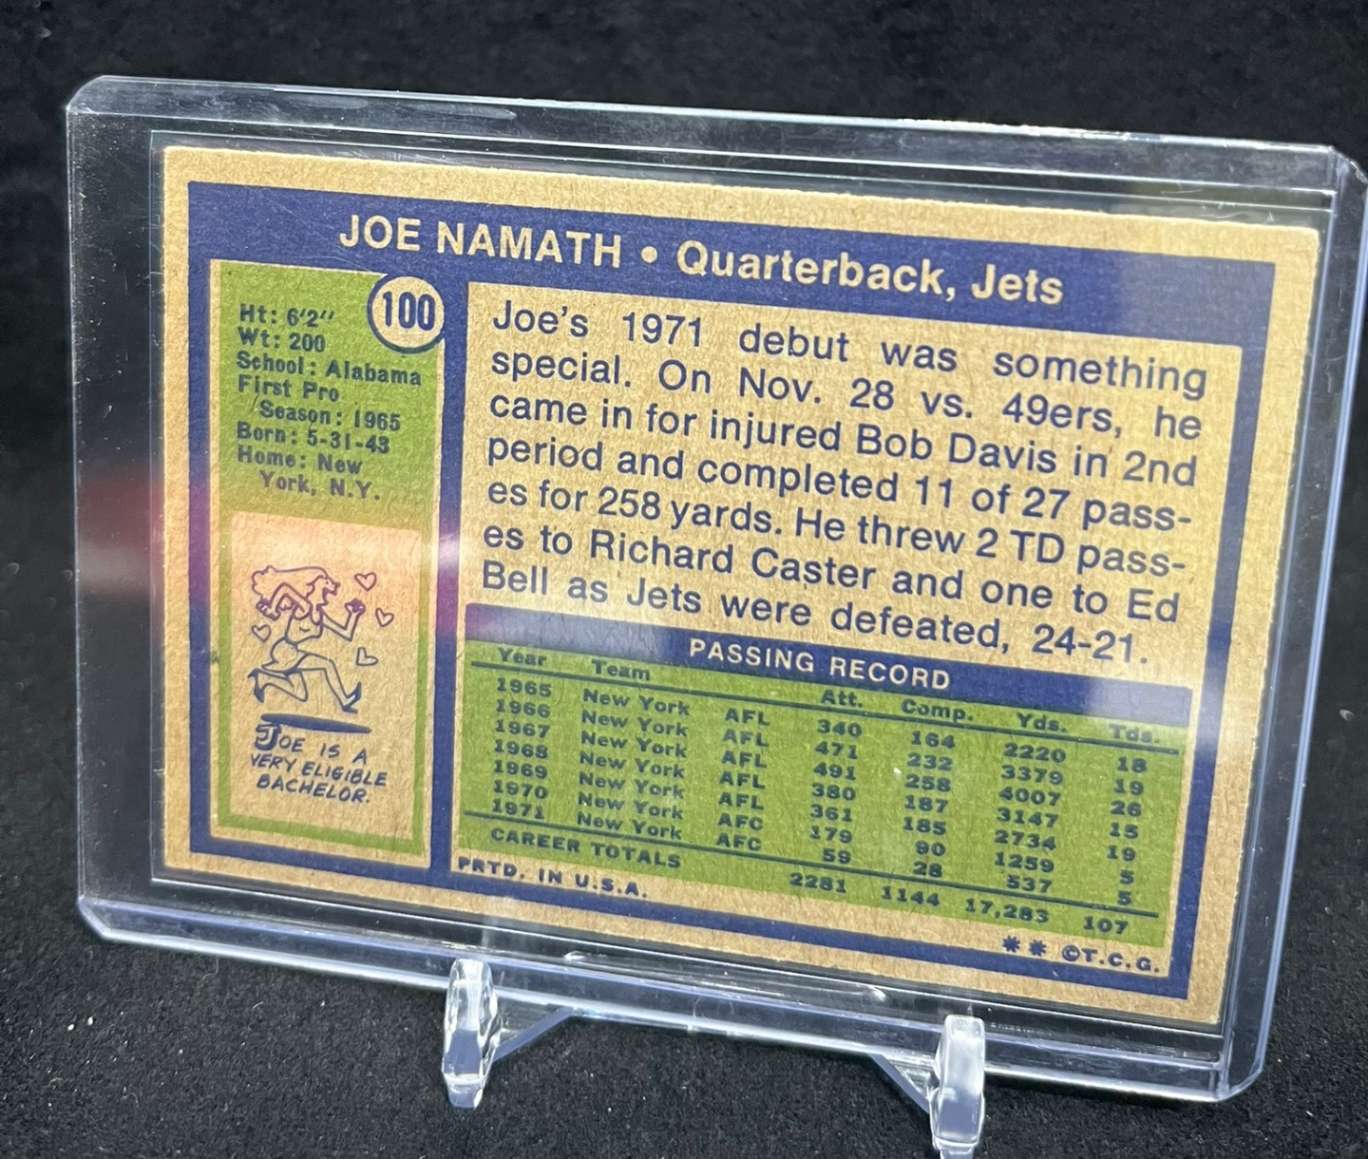 JOE NAMATH • Quarterback, Jets
100
Ht: 6'2"
Wt: 200
School: Alabama
First Pro
Season: 1965
Born: 5-31-43
Home: New
York, N.Y.
JOE IS A
VERY ELIGIBLE
BACHELOR.
Joe's 1971 debut was something
special. On Nov. 28 vs. 49ers, he
came in for injured Bob Davis in 2nd
period and completed 11 of 27 pass-
es for 258 yards. He threw 2 TD pass-
es to Richard Caster and one to Ed
Bell as Jets were defeated, 24-21.
PASSING RECORD
Year Team Att. Comp. Yds. Tds.
1965 New York AFL 340 164 2220 18
1966 New York AFL 471 232 3379 19
1967 New York AFL 491 258 4007 26
1968 New York AFL 380 187 3147 15
1969 New York AFL 361 185 2734 19
1970 New York AFC 179 90 1259 5
1971 New York AFC 59 28 537 5
CAREER TOTALS 2281 1144 17,283 107
PRTD. IN U.S.A.
** ©T.C.G.